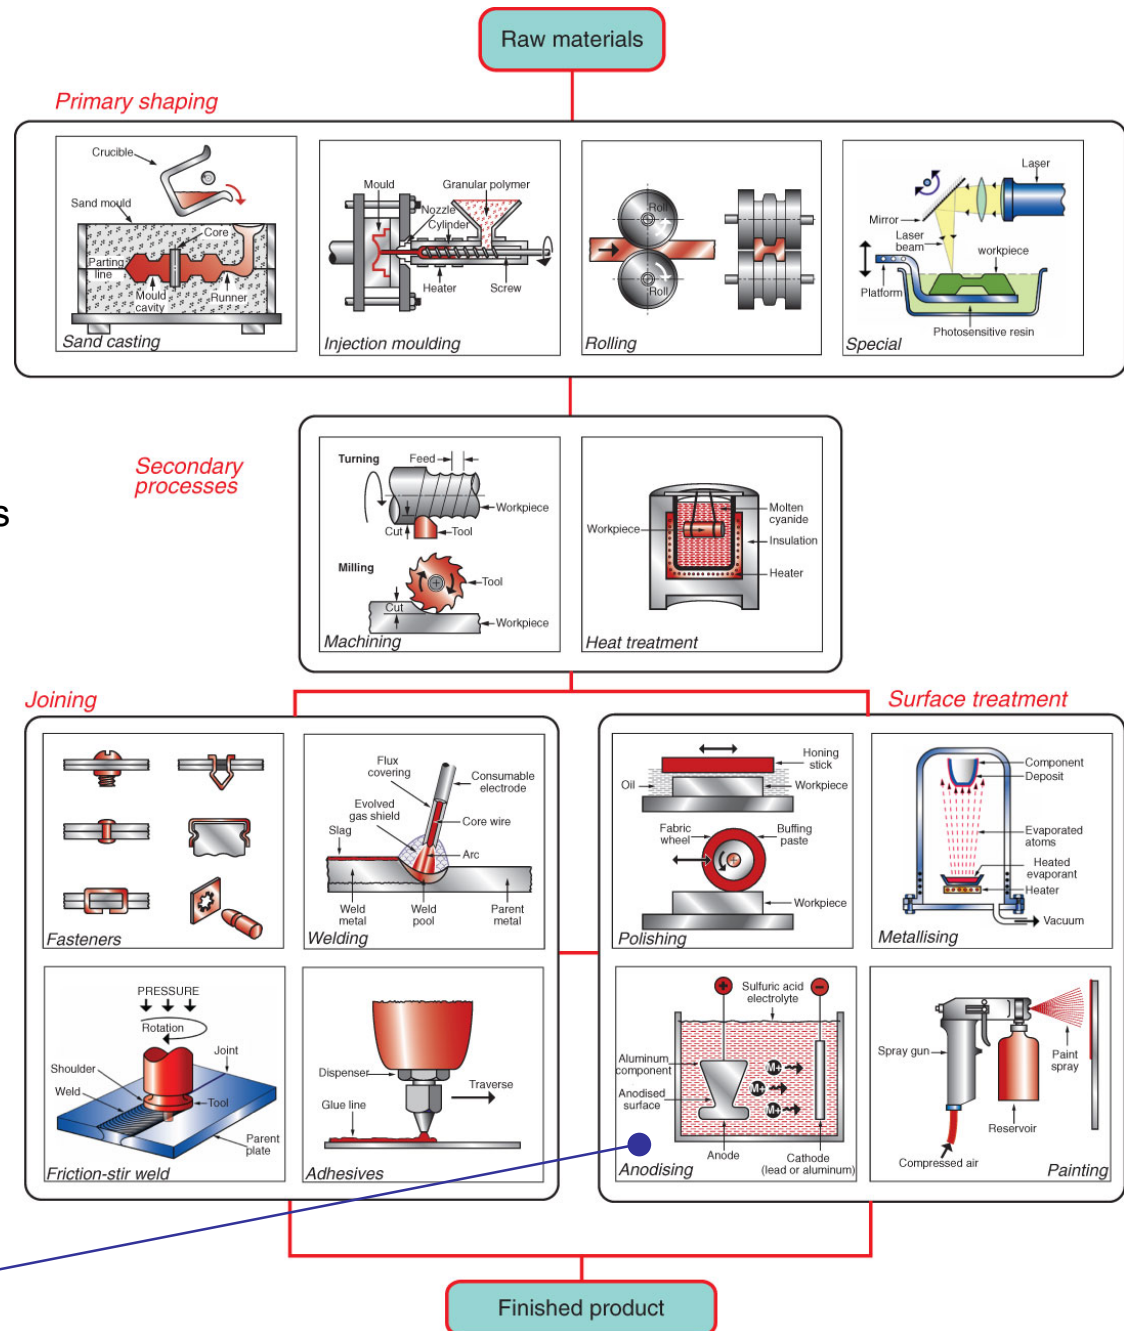 Raw materials
Primary shaping
Crucible
Sand mould
Core
Parting
line
Mould
cavity
Runner
Sand casting
Mould
Granular polymer
Nozzle
Cylinder
Heater
Screw
Injection moulding
Roll
Roll
Rolling
Laser
Mirror
Laser
beam
workpiece
Platform
Photosensitive resin
Special
Secondary
processes
s
Turning
Feed
Workpiece
Cut
Tool
Milling
Tool
Cut
Workpiece
Machining
Molten
cyanide
Workpiece
Insulation
Heater
Heat treatment
Joining
Fasteners
Flux
covering
Consumable
electrode
Evolved
gas shield
Core wire
Slag
Arc
Weld
metal
Weld
pool
Parent
metal
Welding
PRESSURE
Rotation
Joint
Shoulder
Weld
Tool
Parent
plate
Friction-stir weld
Dispenser
Traverse
Glue line
Adhesives
Surface treatment
Honing
stick
Oil
Workpiece
Fabric
wheel
Buffing
paste
Workpiece
Polishing
Component
Deposit
Evaporated
atoms
Heated
evaporant
Heater
Vacuum
Metallising
+
−
Sulfuric acid
electrolyte
Aluminum
component
Anodised
surface
M+
M+
M+
Anode
Cathode
(lead or aluminum)
Anodising
Spray gun
Paint
spray
Reservoir
Compressed air
Painting
Finished product